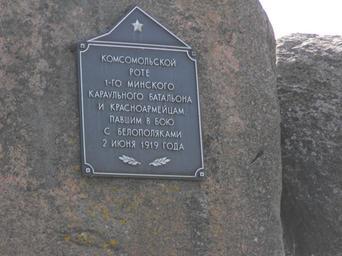 КОМСОМОЛЬСКОЙ
РОТЕ
1-ГО МИНСКОГО
КАРАУЛЬНОГО БАТАЛЬОНА
И КРАСНОАРМЕЙЦАМ
ПАВШИМ В БОЮ
С БЕЛОПОЛЯКАМИ
2 ИЮНЯ 1919 ГОДА